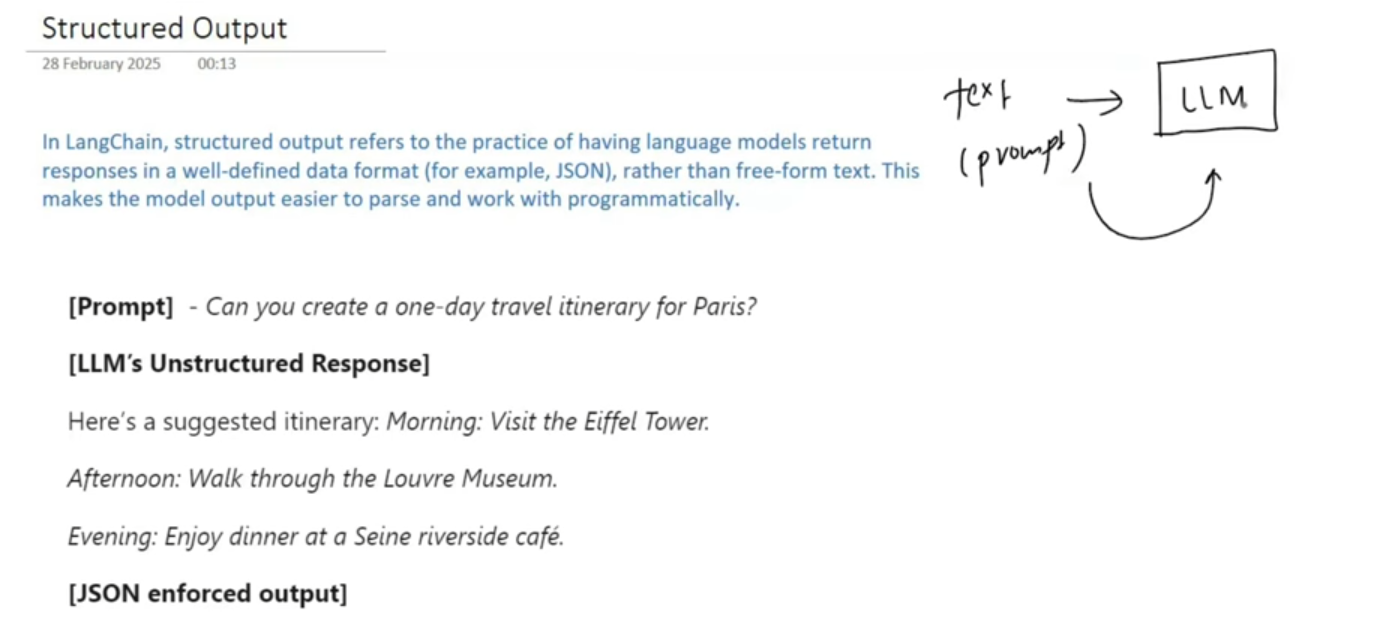 Structured Output
28 February 2025 00:13
text → LLM
(prompt)
In LangChain, structured output refers to the practice of having language models return
responses in a well-defined data format (for example, JSON), rather than free-form text. This
makes the model output easier to parse and work with programmatically.
[Prompt] - Can you create a one-day travel itinerary for Paris?
[LLM's Unstructured Response]
Here's a suggested itinerary: Morning: Visit the Eiffel Tower.
Afternoon: Walk through the Louvre Museum.
Evening: Enjoy dinner at a Seine riverside café.
[JSON enforced output]